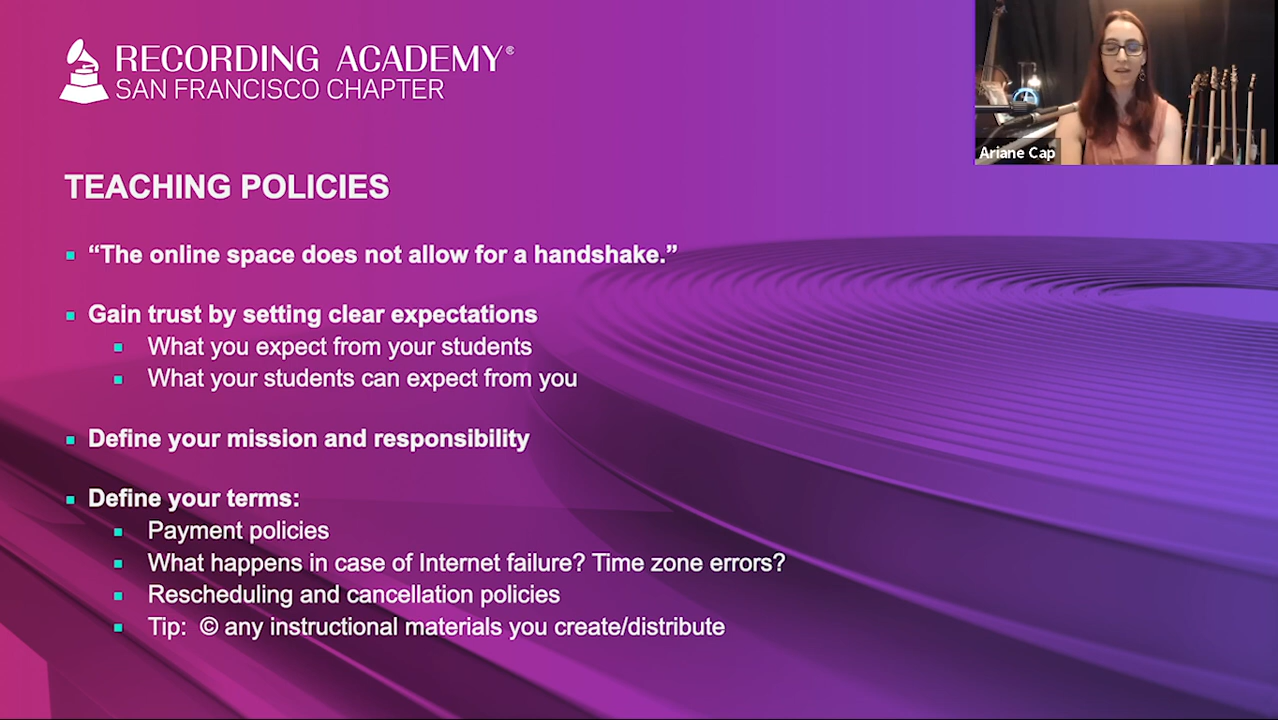 RECORDING ACADEMY®
SAN FRANCISCO CHAPTER
Ariane Cap
TEACHING POLICIES
“The online space does not allow for a handshake.”
Gain trust by setting clear expectations
What you expect from your students
What your students can expect from you
Define your mission and responsibility
Define your terms:
Payment policies
What happens in case of Internet failure? Time zone errors?
Rescheduling and cancellation policies
Tip: © any instructional materials you create/distribute